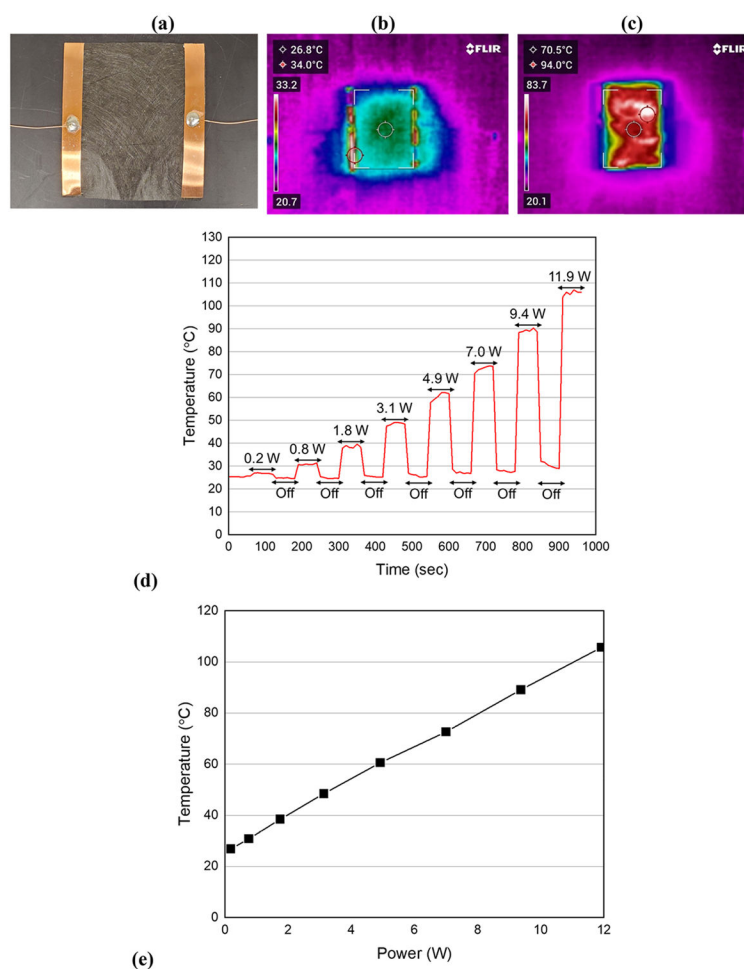 (a)
(b)
(c)
26.8°C
34.0°C
FLIR
33.2
20.7
70.5°C
94.0°C
FLIR
83.7
20.1
130
120
110
100
90
80
70
60
50
40
30
20
10
0
Temperature (°C)
0.2 W
0.8 W
1.8 W
3.1 W
4.9 W
7.0 W
9.4 W
11.9 W
Off Off Off Off Off Off Off
0 100 200 300 400 500 600 700 800 900 1000
Time (sec)
(d)
120
100
80
60
40
20
0
Temperature (°C)
0 2 4 6 8 10 12
Power (W)
(e)